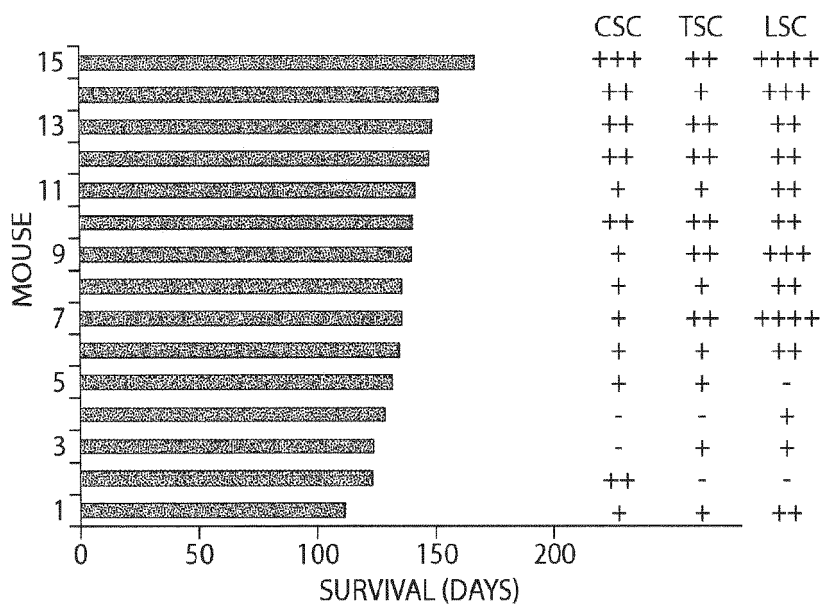 CSC TSC LSC
15 +++ ++ ++++
++ + +++
13 ++ ++ ++
++ ++ ++
11 + + ++
++ ++ ++
9 + ++ +++
+ + ++
7 + ++ ++++
+ + ++
5 + + -
- - +
3 - + +
++ - -
1 + + ++
MOUSE
0 50 100 150 200
SURVIVAL (DAYS)